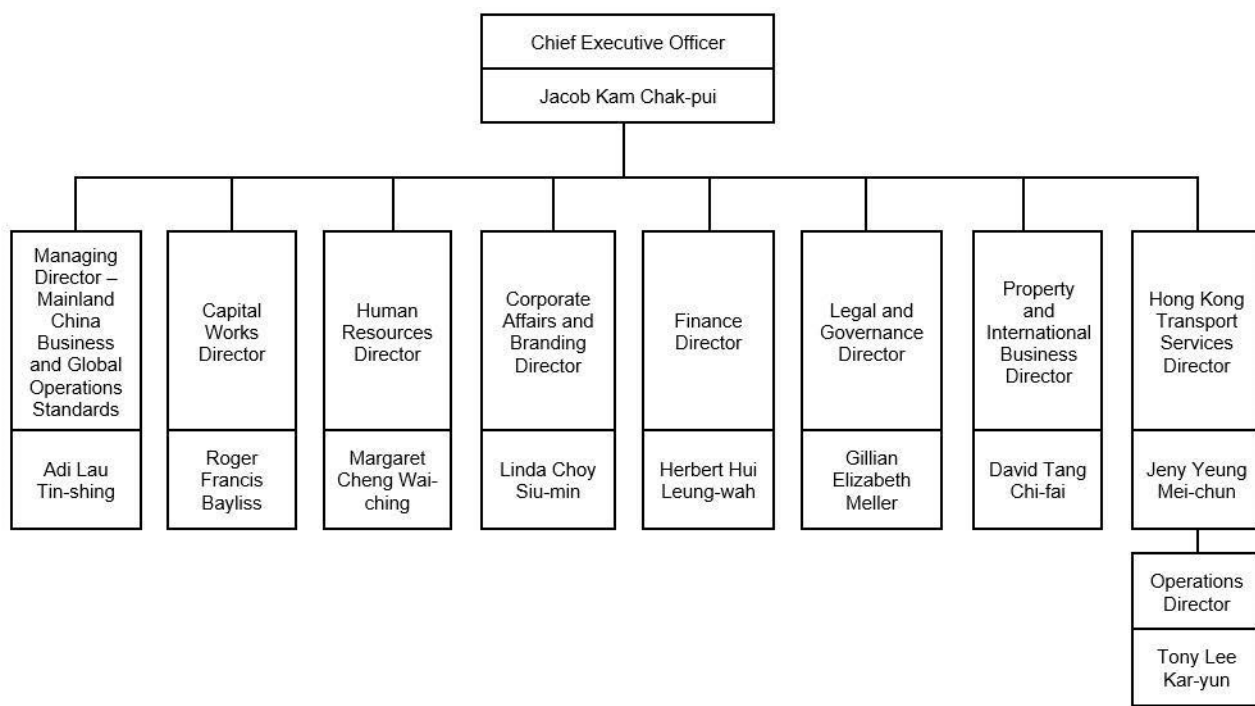 Chief Executive Officer
Jacob Kam Chak-pui
Managing
Director –
Mainland
China
Business
and Global
Operations
Standards
Adi Lau
Tin-shing
Capital
Works
Director
Roger
Francis
Bayliss
Human
Resources
Director
Margaret
Cheng Wai-
ching
Corporate
Affairs and
Branding
Director
Linda Choy
Siu-min
Finance
Director
Herbert Hui
Leung-wah
Legal and
Governance
Director
Gillian
Elizabeth
Meller
Property
and
International
Business
Director
David Tang
Chi-fai
Hong Kong
Transport
Services
Director
Jeny Yeung
Mei-chun
Operations
Director
Tony Lee
Kar-yun